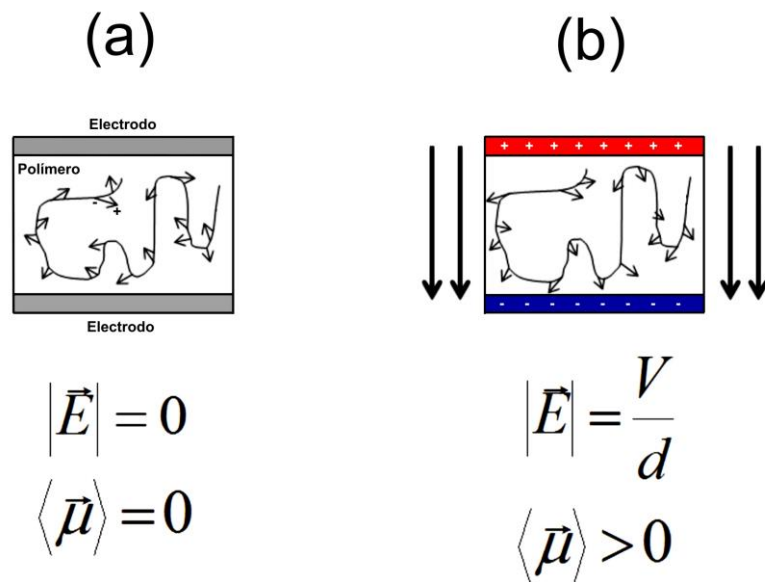 (a)
(b)
Electrodo
Polímero
- +
Electrodo
+ + + + + + + +
- - - - - - - -
|E⃗| = 0
⟨μ⃗⟩ = 0
|E⃗| = V/d
⟨μ⃗⟩ > 0